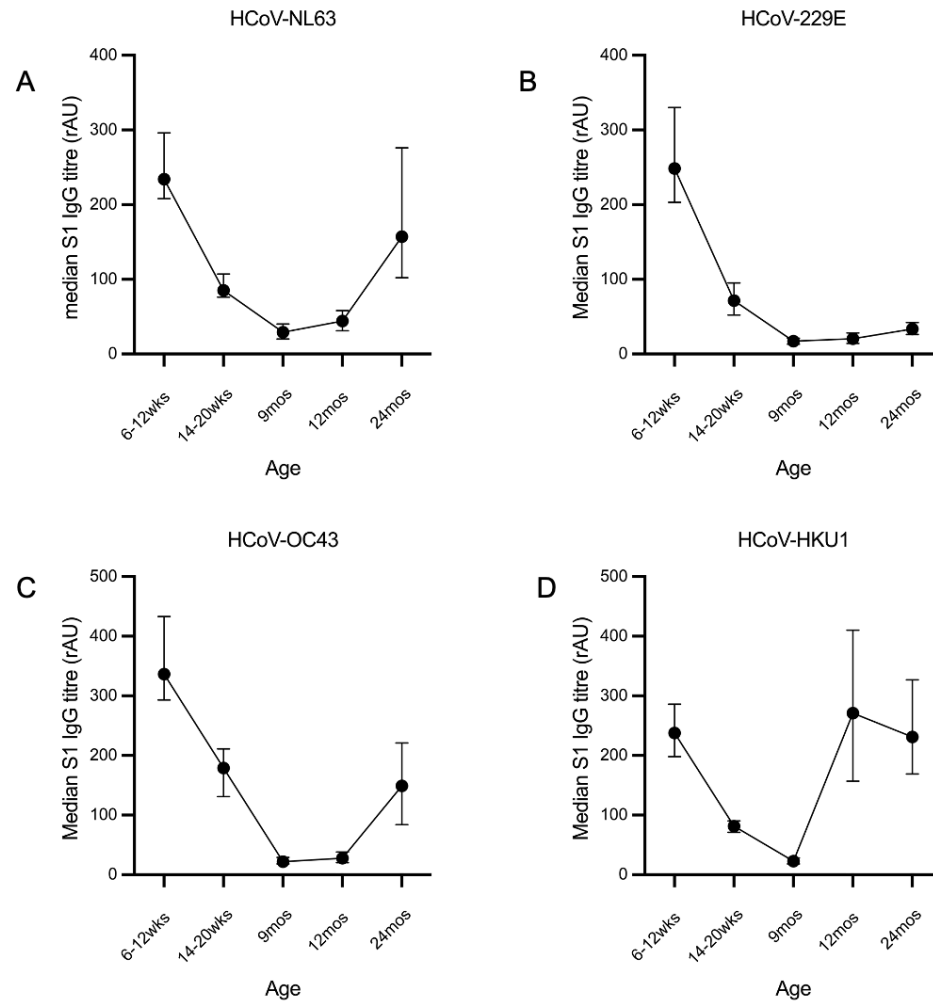 HCoV-NL63
A
median S1 IgG titre (rAU)
400
300
200
100
0
6-12wks
14-20wks
9mos
12mos
24mos
Age
HCoV-229E
B
Median S1 IgG titre (rAU)
400
300
200
100
0
6-12wks
14-20wks
9mos
12mos
24mos
Age
HCoV-OC43
C
Median S1 IgG titre (rAU)
500
400
300
200
100
0
6-12wks
14-20wks
9mos
12mos
24mos
Age
HCoV-HKU1
D
Median S1 IgG titre (rAU)
500
400
300
200
100
0
6-12wks
14-20wks
9mos
12mos
24mos
Age